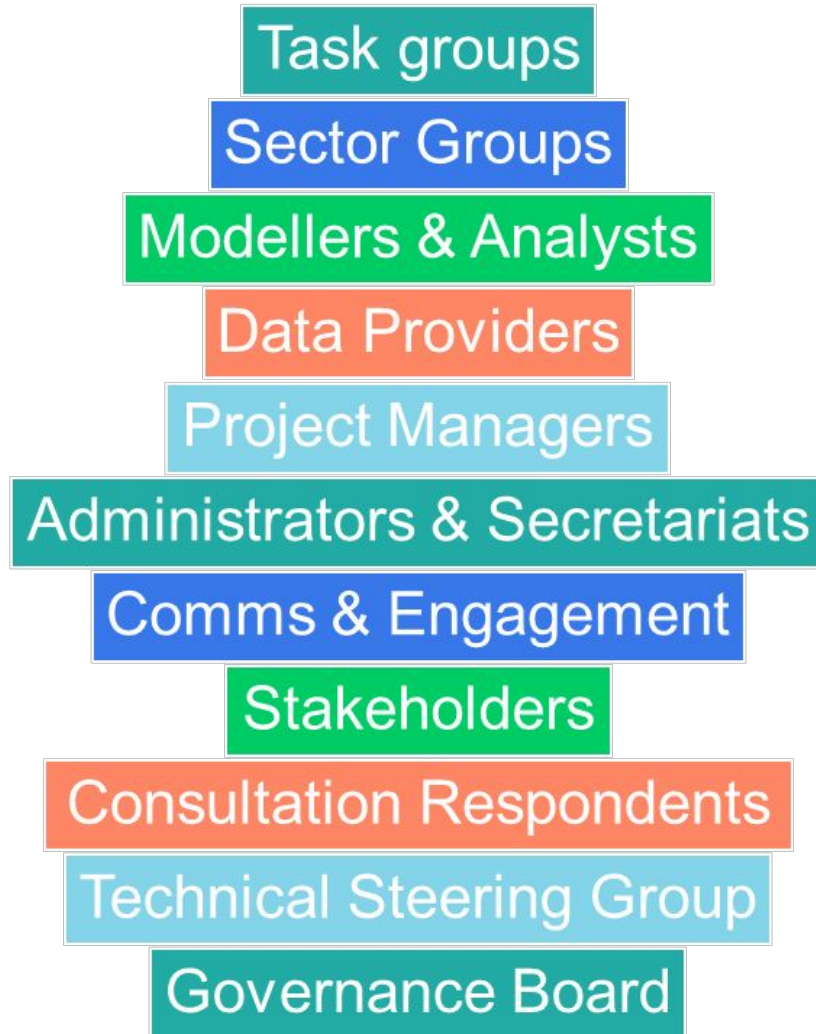 Task groups
Sector Groups
Modellers & Analysts
Data Providers
Project Managers
Administrators & Secretariats
Comms & Engagement
Stakeholders
Consultation Respondents
Technical Steering Group
Governance Board